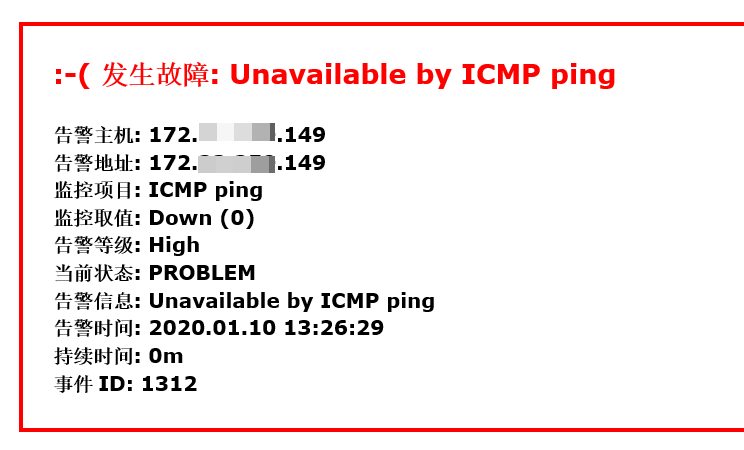 :-( 发生故障: Unavailable by ICMP ping
告警主机: 172. .149
告警地址: 172. .149
监控项目: ICMP ping
监控取值: Down (0)
告警等级: High
当前状态: PROBLEM
告警信息: Unavailable by ICMP ping
告警时间: 2020.01.10 13:26:29
持续时间: 0m
事件 ID: 1312